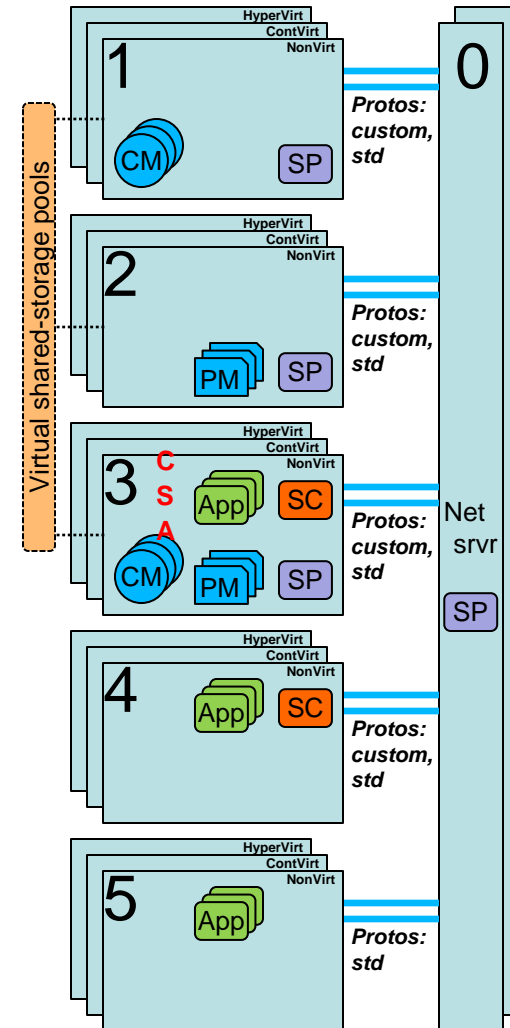 HyperVirt
ContVirt
NonVirt
1
CM
SP
Protos:
custom,
std
0
Virtual shared-storage pools
HyperVirt
ContVirt
NonVirt
2
PM
SP
Protos:
custom,
std
HyperVirt
ContVirt
NonVirt
3
C
S
A
App
SC
CM
PM
SP
Protos:
custom,
std
Net
srvr
SP
HyperVirt
ContVirt
NonVirt
4
App
SC
Protos:
custom,
std
HyperVirt
ContVirt
NonVirt
5
App
Protos:
std